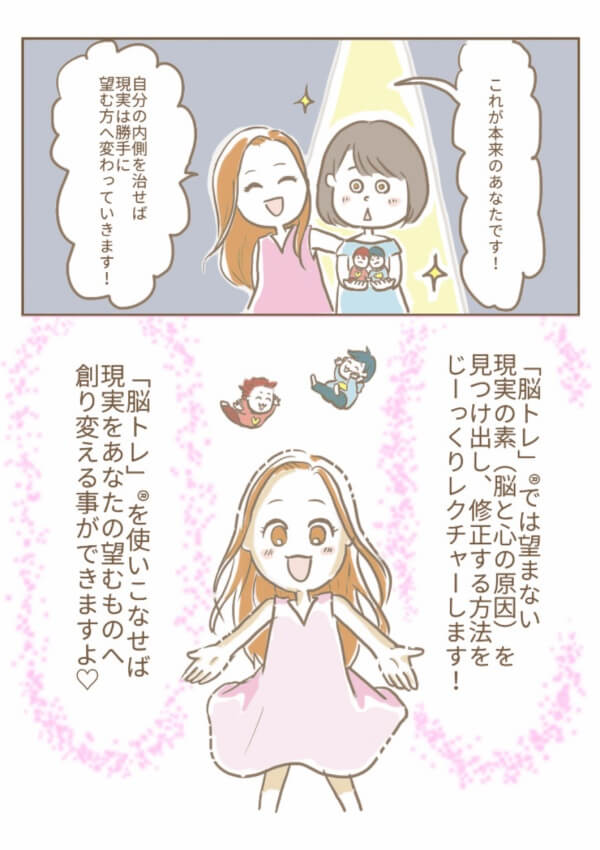 これが本来のあなたです！
自分の内側を治せば
現実は勝手に
望む方へ変わっていきます！
「脳トレ」®では望まない
現実の素（脳と心の原因）を
見つけ出し、修正する方法を
じーっくりレクチャーします！
「脳トレ」®を使いこなせば
現実をあなたの望むものへ
創り変える事ができますよ♡